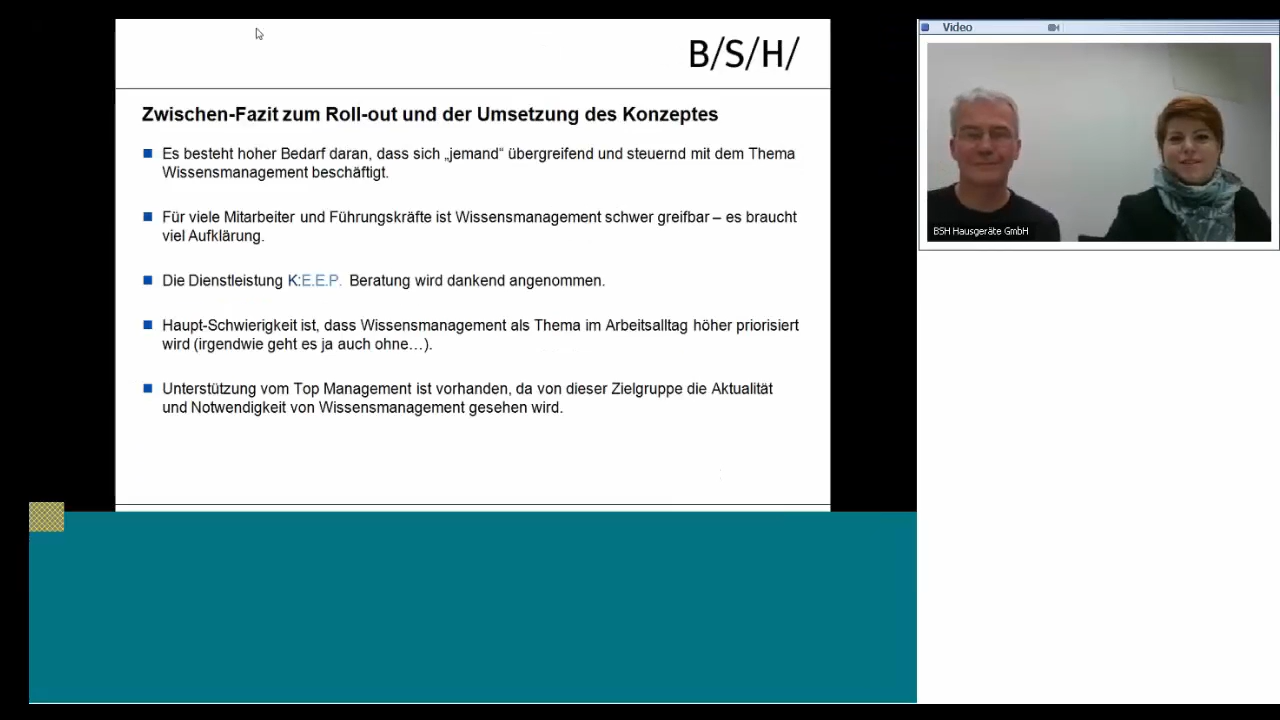 B/S/H/
Zwischen-Fazit zum Roll-out und der Umsetzung des Konzeptes
Es besteht hoher Bedarf daran, dass sich „jemand“ übergreifend und steuernd mit dem Thema
Wissensmanagement beschäftigt.
Für viele Mitarbeiter und Führungskräfte ist Wissensmanagement schwer greifbar – es braucht
viel Aufklärung.
Die Dienstleistung K:E.E.P. Beratung wird dankend angenommen.
Haupt-Schwierigkeit ist, dass Wissensmanagement als Thema im Arbeitsalltag höher priorisiert
wird (irgendwie geht es ja auch ohne…).
Unterstützung vom Top Management ist vorhanden, da von dieser Zielgruppe die Aktualität
und Notwendigkeit von Wissensmanagement gesehen wird.
Video
BSH Hausgeräte GmbH